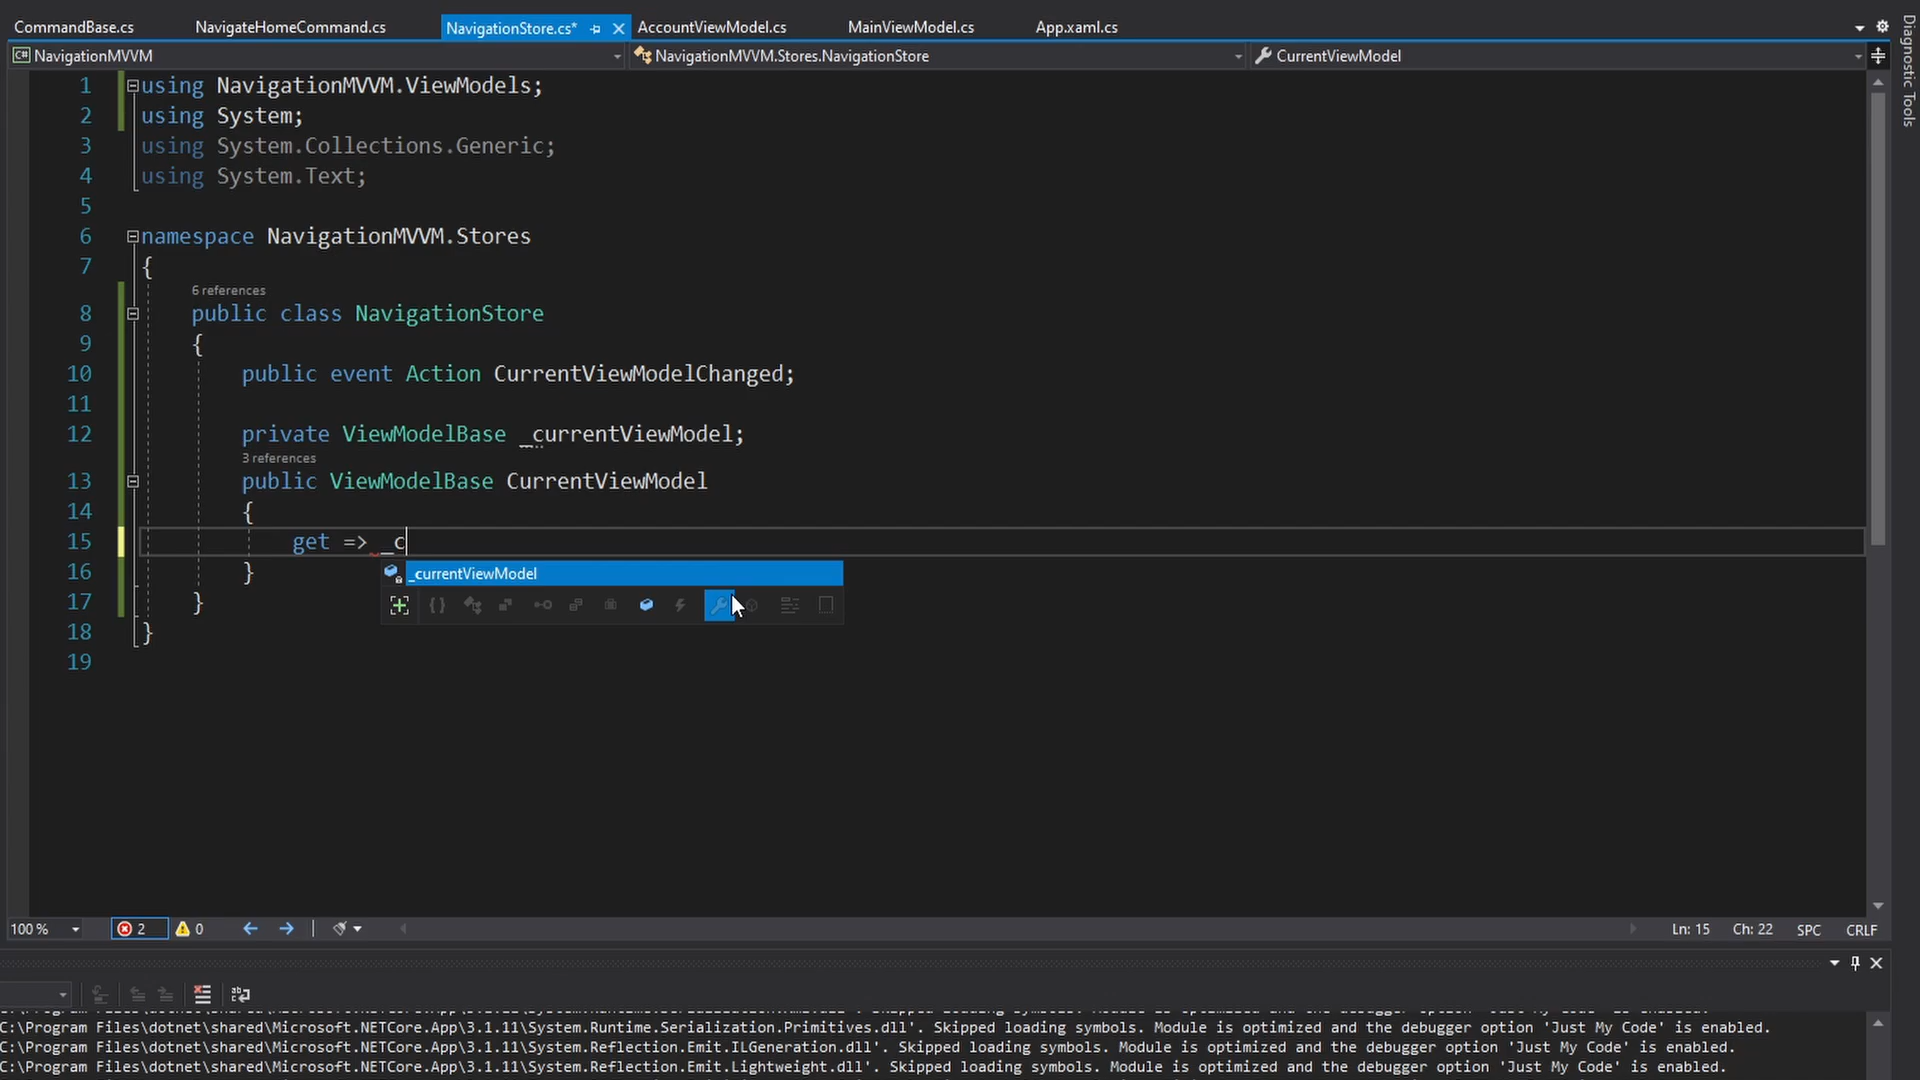 CommandBase.cs NavigateHomeCommand.cs NavigationStore.cs* AccountViewModel.cs MainViewModel.cs App.xaml.cs
Diagnostic Tools
C# NavigationMVVM NavigationMVVM.Stores.NavigationStore CurrentViewModel
1 using NavigationMVVM.ViewModels;
2 using System;
3 using System.Collections.Generic;
4 using System.Text;
5
6 namespace NavigationMVVM.Stores
7 {
6 references
8 public class NavigationStore
9 {
10 public event Action CurrentViewModelChanged;
11
12 private ViewModelBase _currentViewModel;
3 references
13 public ViewModelBase CurrentViewModel
14 {
15 get => _c
_currentViewModel
16 }
17 }
18 }
19
100 % 2 0 Ln: 15 Ch: 22 SPC CRLF
C:\Program Files\dotnet\shared\Microsoft.NETCore.App\3.1.11\System.Runtime.Serialization.Primitives.dll'. Skipped loading symbols. Module is optimized and the debugger option 'Just My Code' is enabled.
C:\Program Files\dotnet\shared\Microsoft.NETCore.App\3.1.11\System.Reflection.Emit.ILGeneration.dll'. Skipped loading symbols. Module is optimized and the debugger option 'Just My Code' is enabled.
C:\Program Files\dotnet\shared\Microsoft.NETCore.App\3.1.11\System.Reflection.Emit.Lightweight.dll'. Skipped loading symbols. Module is optimized and the debugger option 'Just My Code' is enabled.